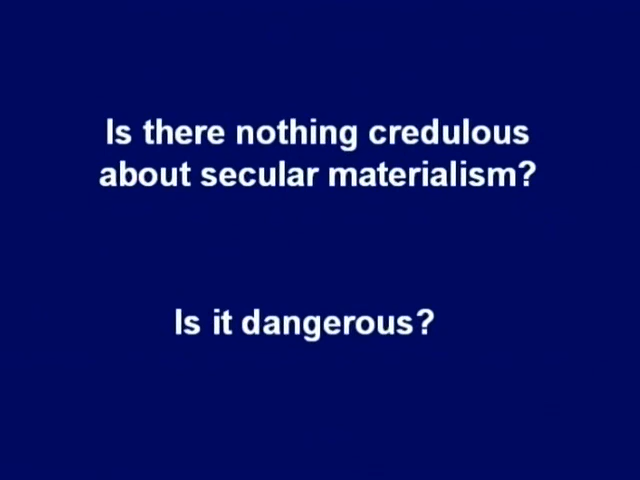 Is there nothing credulous
about secular materialism?
Is it dangerous?